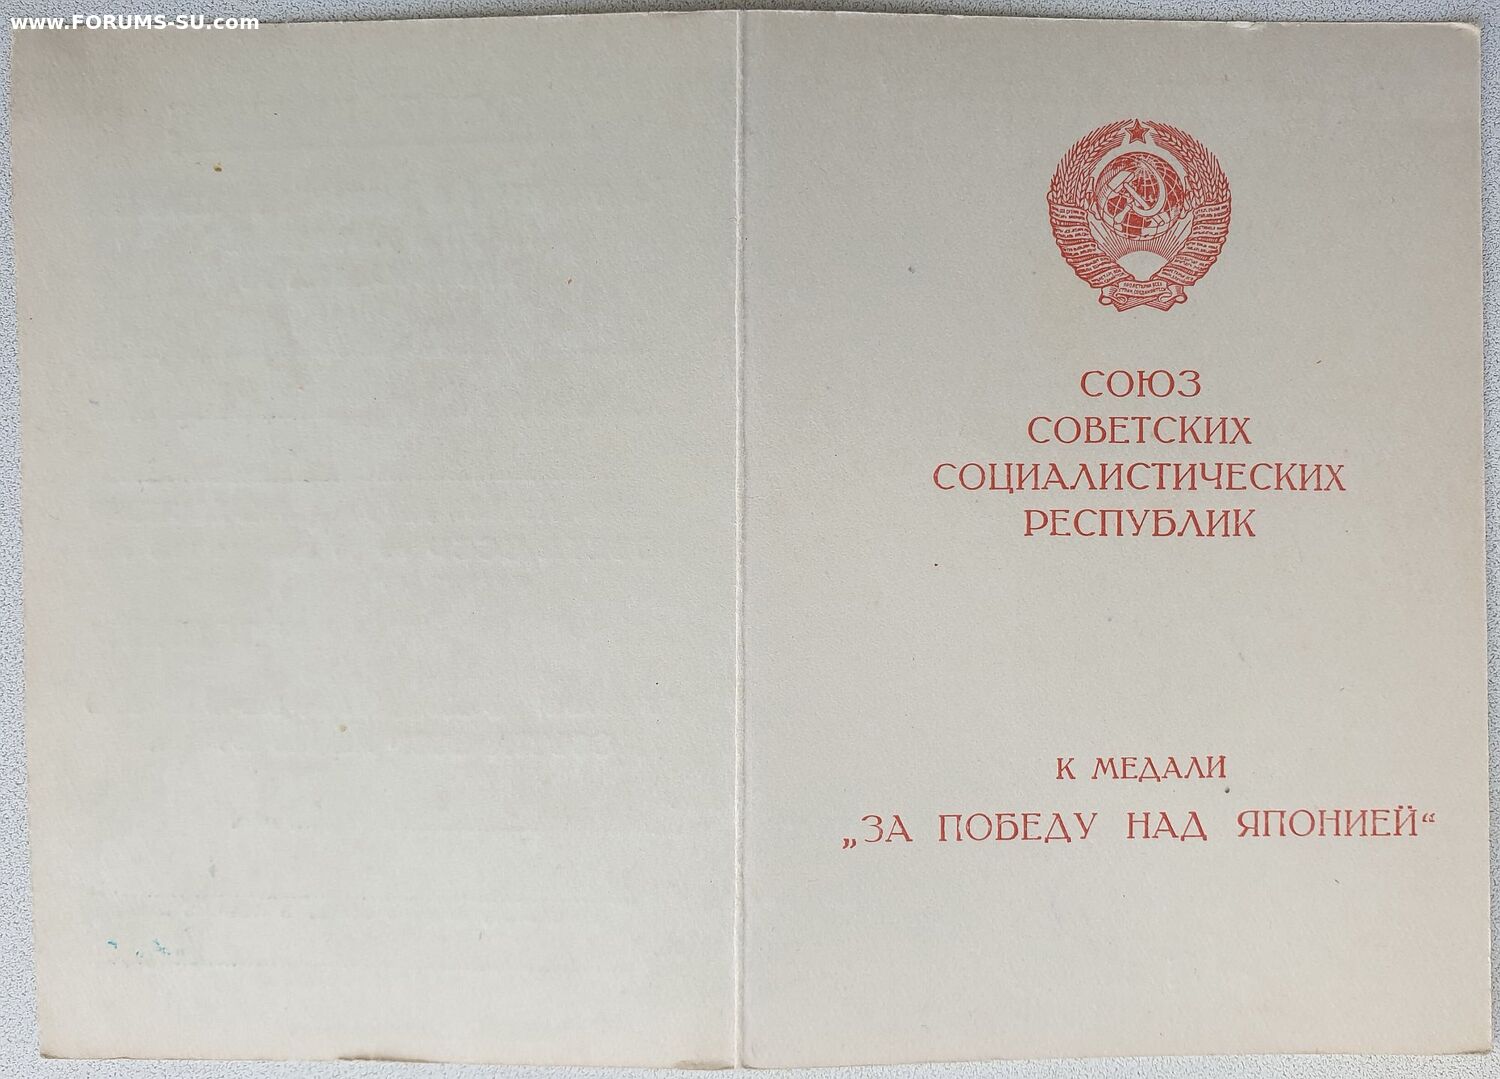 www.FORUMS-SU.com
СОЮЗ
СОВЕТСКИХ
СОЦИАЛИСТИЧЕСКИХ
РЕСПУБЛИК
К МЕДАЛИ
„ЗА ПОБЕДУ НАД ЯПОНИЕЙ“